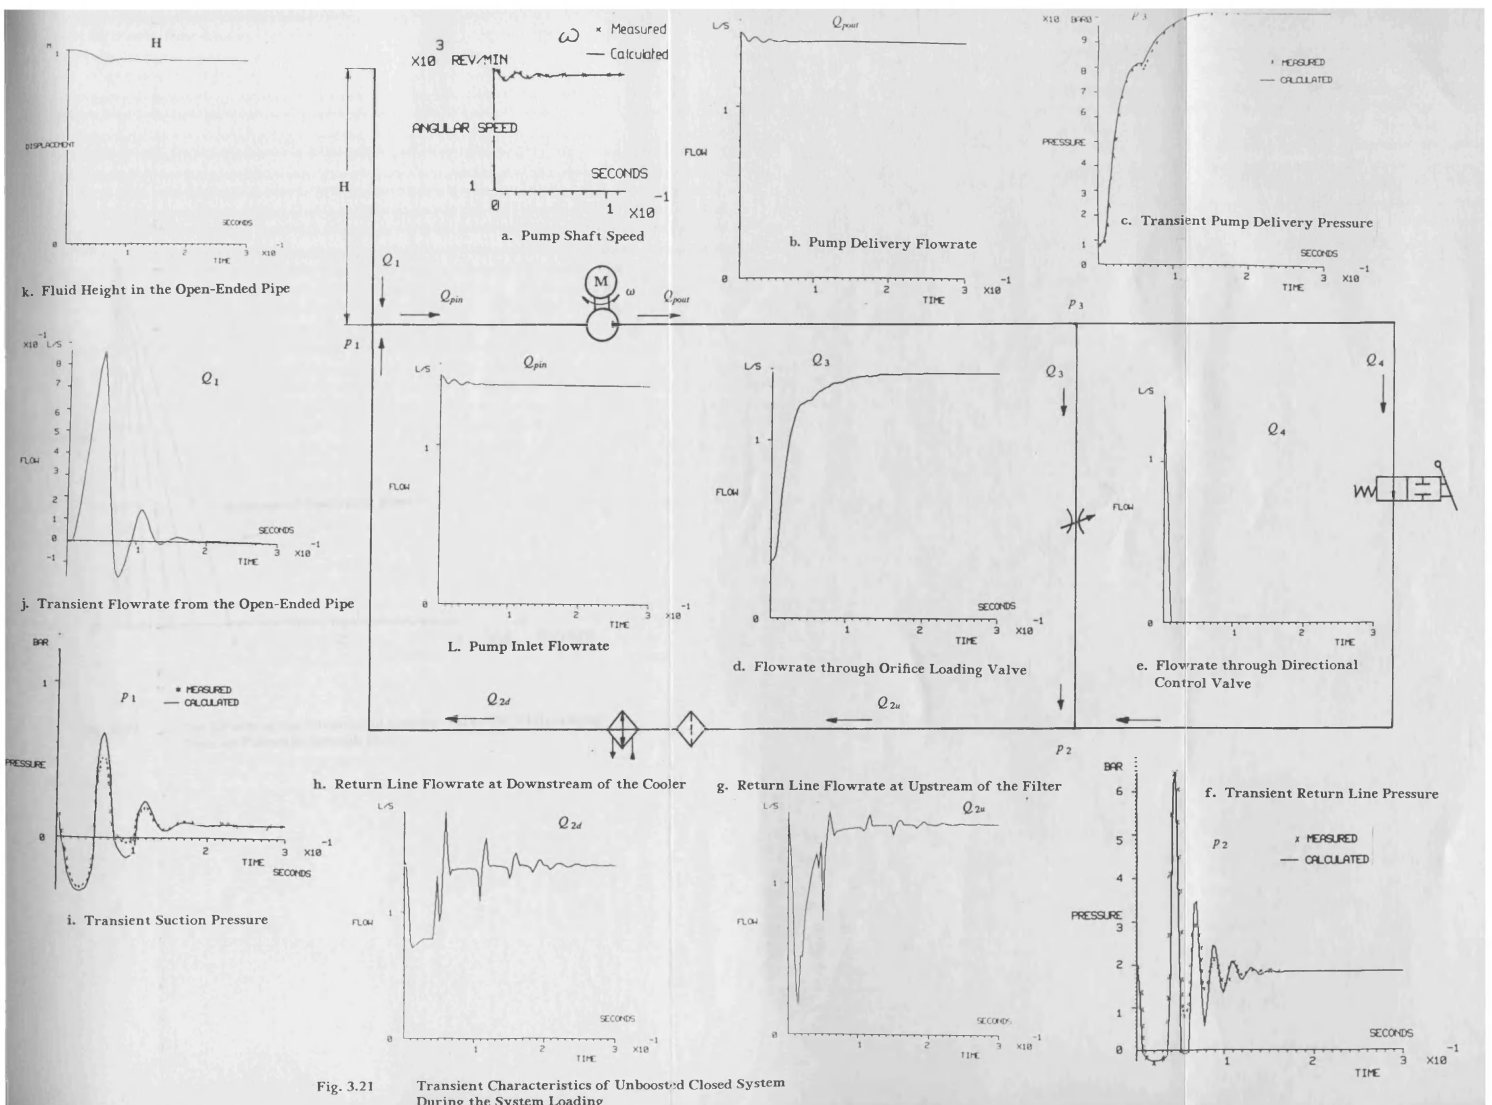 M
1
H
DISPLACEMENT
SECONDS
0
1
2
3 X10 -1
TIME
k. Fluid Height in the Open-Ended Pipe
H
ω
× Measured
— Calculated
3
X10 REV/MIN
ANGULAR SPEED
SECONDS
1
0
1 X10 -1
a. Pump Shaft Speed
L/S
Qpout
1
FLOW
0
1
2
3 X10 -1
TIME
b. Pump Delivery Flowrate
X10 BAR0
P3
MEASURED
— CALCULATED
9
8
7
6
PRESSURE
4
3
2
1
0
c. Transient Pump Delivery Pressure
SECONDS
1
2
3 X10 -1
TIME
Q1
Qpin
M
ω
Qpout
p1
p3
X10 -1 L/S
8
7
6
5
4
3
2
1
0
-1
Q1
FLOW
SECONDS
1
2
3 X10 -1
TIME
j. Transient Flowrate from the Open-Ended Pipe
L/S
Qpin
1
FLOW
0
1
2
3 X10 -1
TIME
L. Pump Inlet Flowrate
L/S
Q3
1
FLOW
SECONDS
0
1
2
3 X10 -1
TIME
d. Flowrate through Orifice Loading Valve
Q3
Q4
L/S
Q4
1
FLOW
0
1
2
3
TIME
e. Flowrate through Directional
Control Valve
BAR
1
p1
MEASURED
— CALCULATED
PRESSURE
0
1
2
3 X10 -1
TIME
SECONDS
i. Transient Suction Pressure
Q2d
Q2u
p2
h. Return Line Flowrate at Downstream of the Cooler
L/S
Q2d
1
FLOW
SECONDS
0
1
2
3 X10 -1
TIME
g. Return Line Flowrate at Upstream of the Filter
L/S
Q2u
1
FLOW
SECONDS
0
1
2
3 X10 -1
TIME
BAR
6
f. Transient Return Line Pressure
5
p2
× MEASURED
— CALCULATED
4
PRESSURE
3
2
1
0
SECONDS
1
2
3 X10 -1
TIME
Fig. 3.21 Transient Characteristics of Unboosted Closed System
During the System Loading